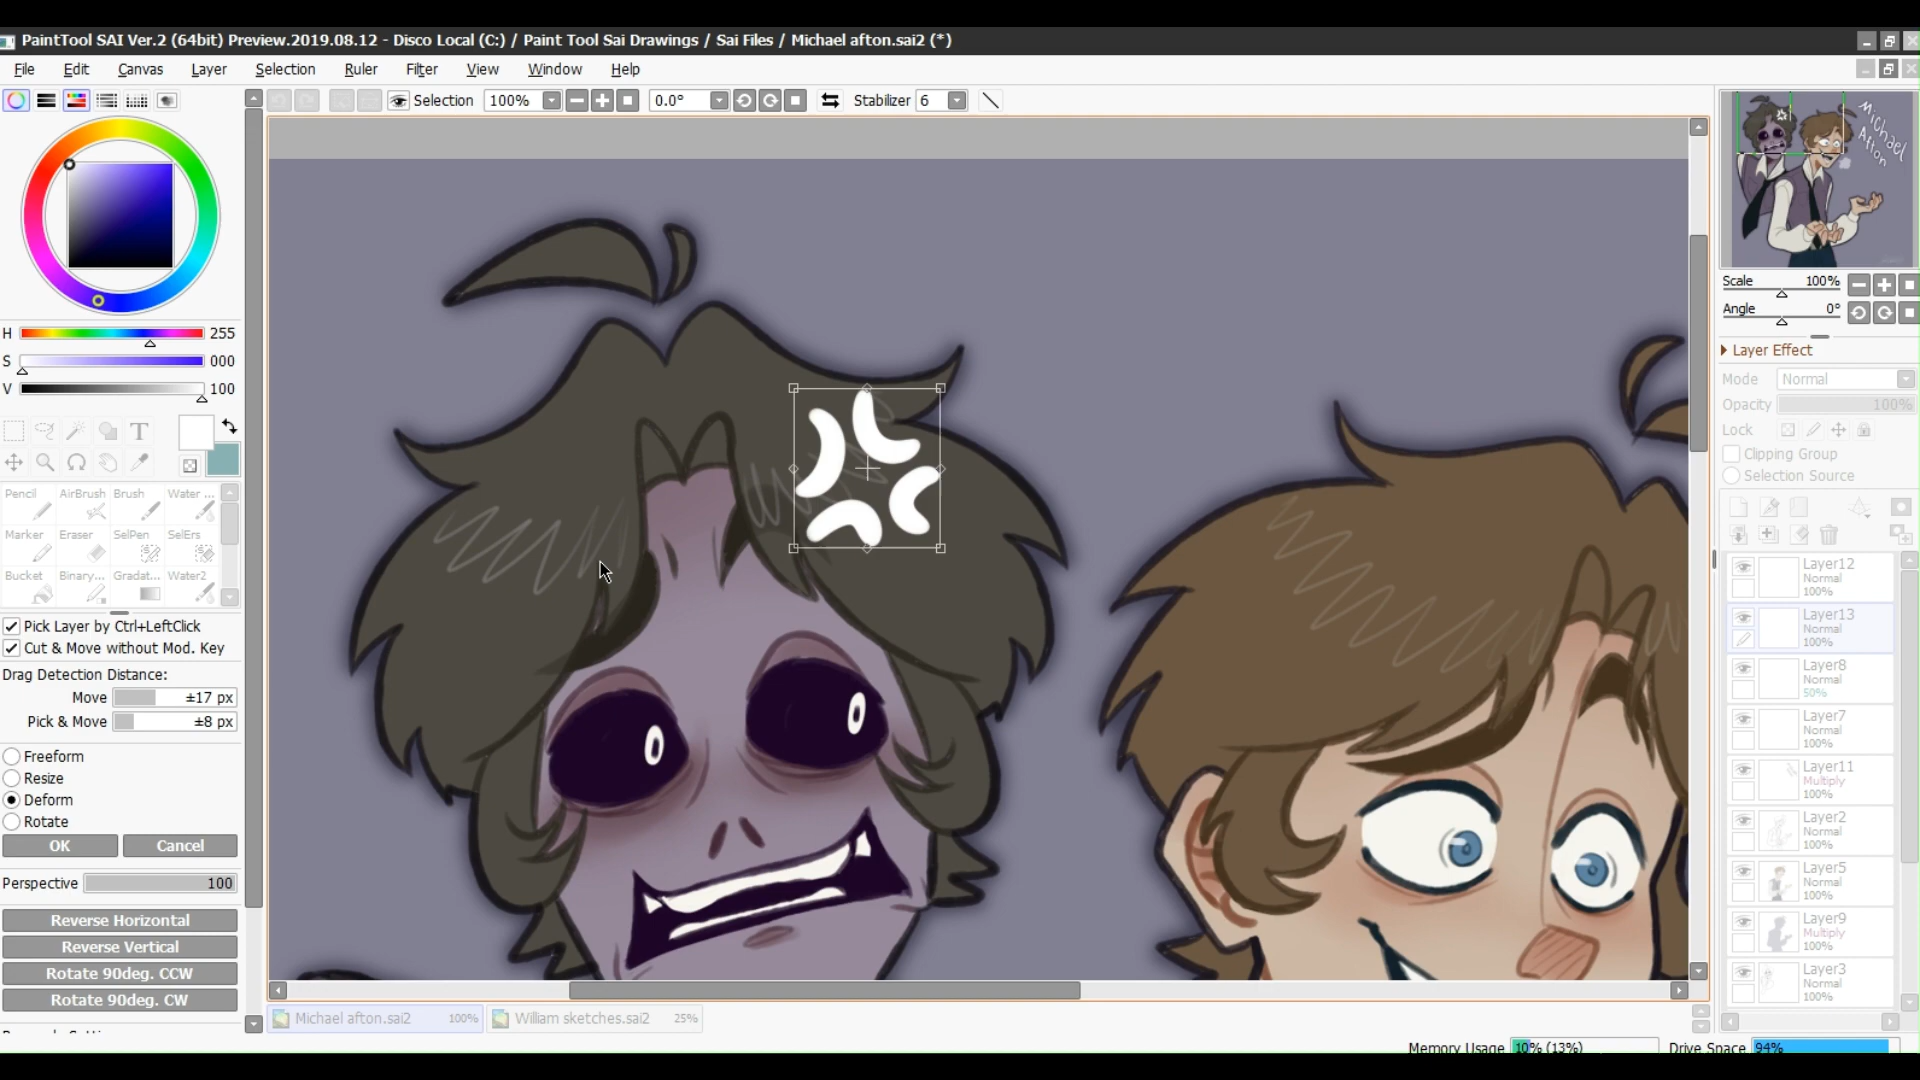 PaintTool SAI Ver.2 (64bit) Preview.2019.08.12 - Disco Local (C:) / Paint Tool Sai Drawings / Sai Files / Michael afton.sai2 (*)
File Edit Canvas Layer Selection Ruler Filter View Window Help
Selection 100% 0.0° Stabilizer 6
Michael
Afton
Scale 100%
Angle 0°
H 255
S 000
V 100
Layer Effect
Mode Normal
Opacity 100%
Lock
Clipping Group
Selection Source
T
Pencil AirBrush Brush Water ...
Marker Eraser SelPen SelErs
Bucket Binary... Gradat... Water2
Pick Layer by Ctrl+LeftClick
Cut & Move without Mod. Key
Drag Detection Distance:
Move ±17 px
Pick & Move ±8 px
Freeform
Resize
Deform
Rotate
OK Cancel
Perspective 100
Reverse Horizontal
Reverse Vertical
Rotate 90deg. CCW
Rotate 90deg. CW
Layer12
Normal
100%
Layer13
Normal
100%
Layer8
Normal
50%
Layer7
Normal
100%
Layer11
Multiply
100%
Layer2
Normal
100%
Layer5
Normal
100%
Layer9
Multiply
100%
Layer3
Normal
100%
Michael afton.sai2 100% William sketches.sai2 25%
Memory Usage 10% (13%) Drive Space 94%